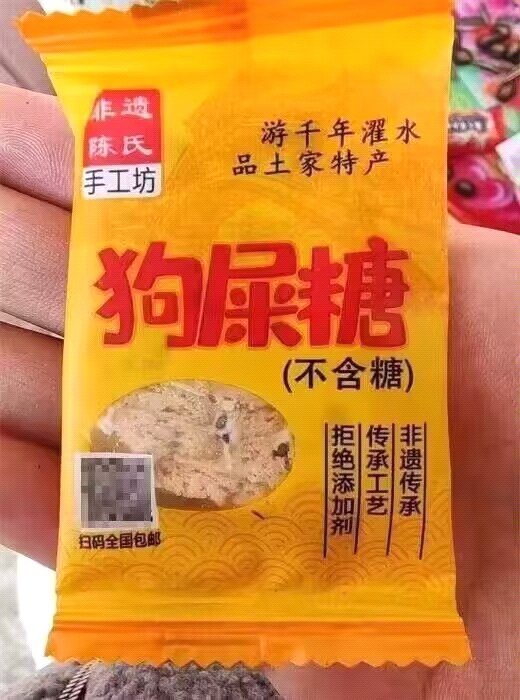 非遗
陈氏
手工坊
游千年濯水
品土家特产
狗屎糖
(不含糖)
非遗传承
传承工艺
拒绝添加剂
扫码全国包邮